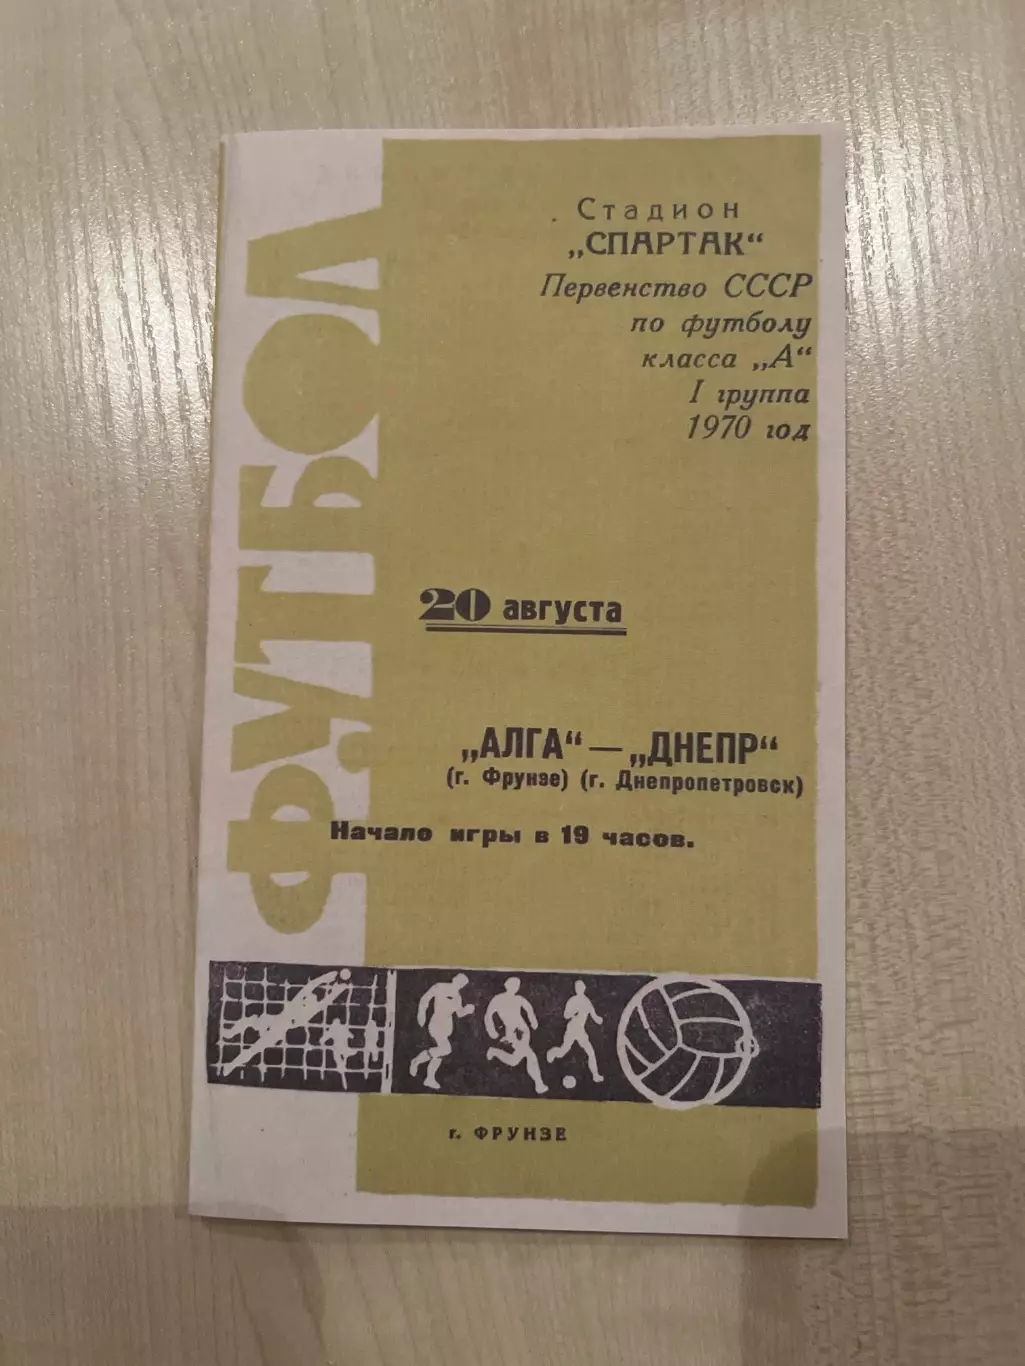 ФУТБОЛ
Стадион
„СПАРТАК“
Первенство СССР
по футболу
класса „А“
I группа
1970 год
20 августа
„АЛГА“ — „ДНЕПР“
(г. Фрунзе) (г. Днепропетровск)
Начало игры в 19 часов.
г. ФРУНЗЕ